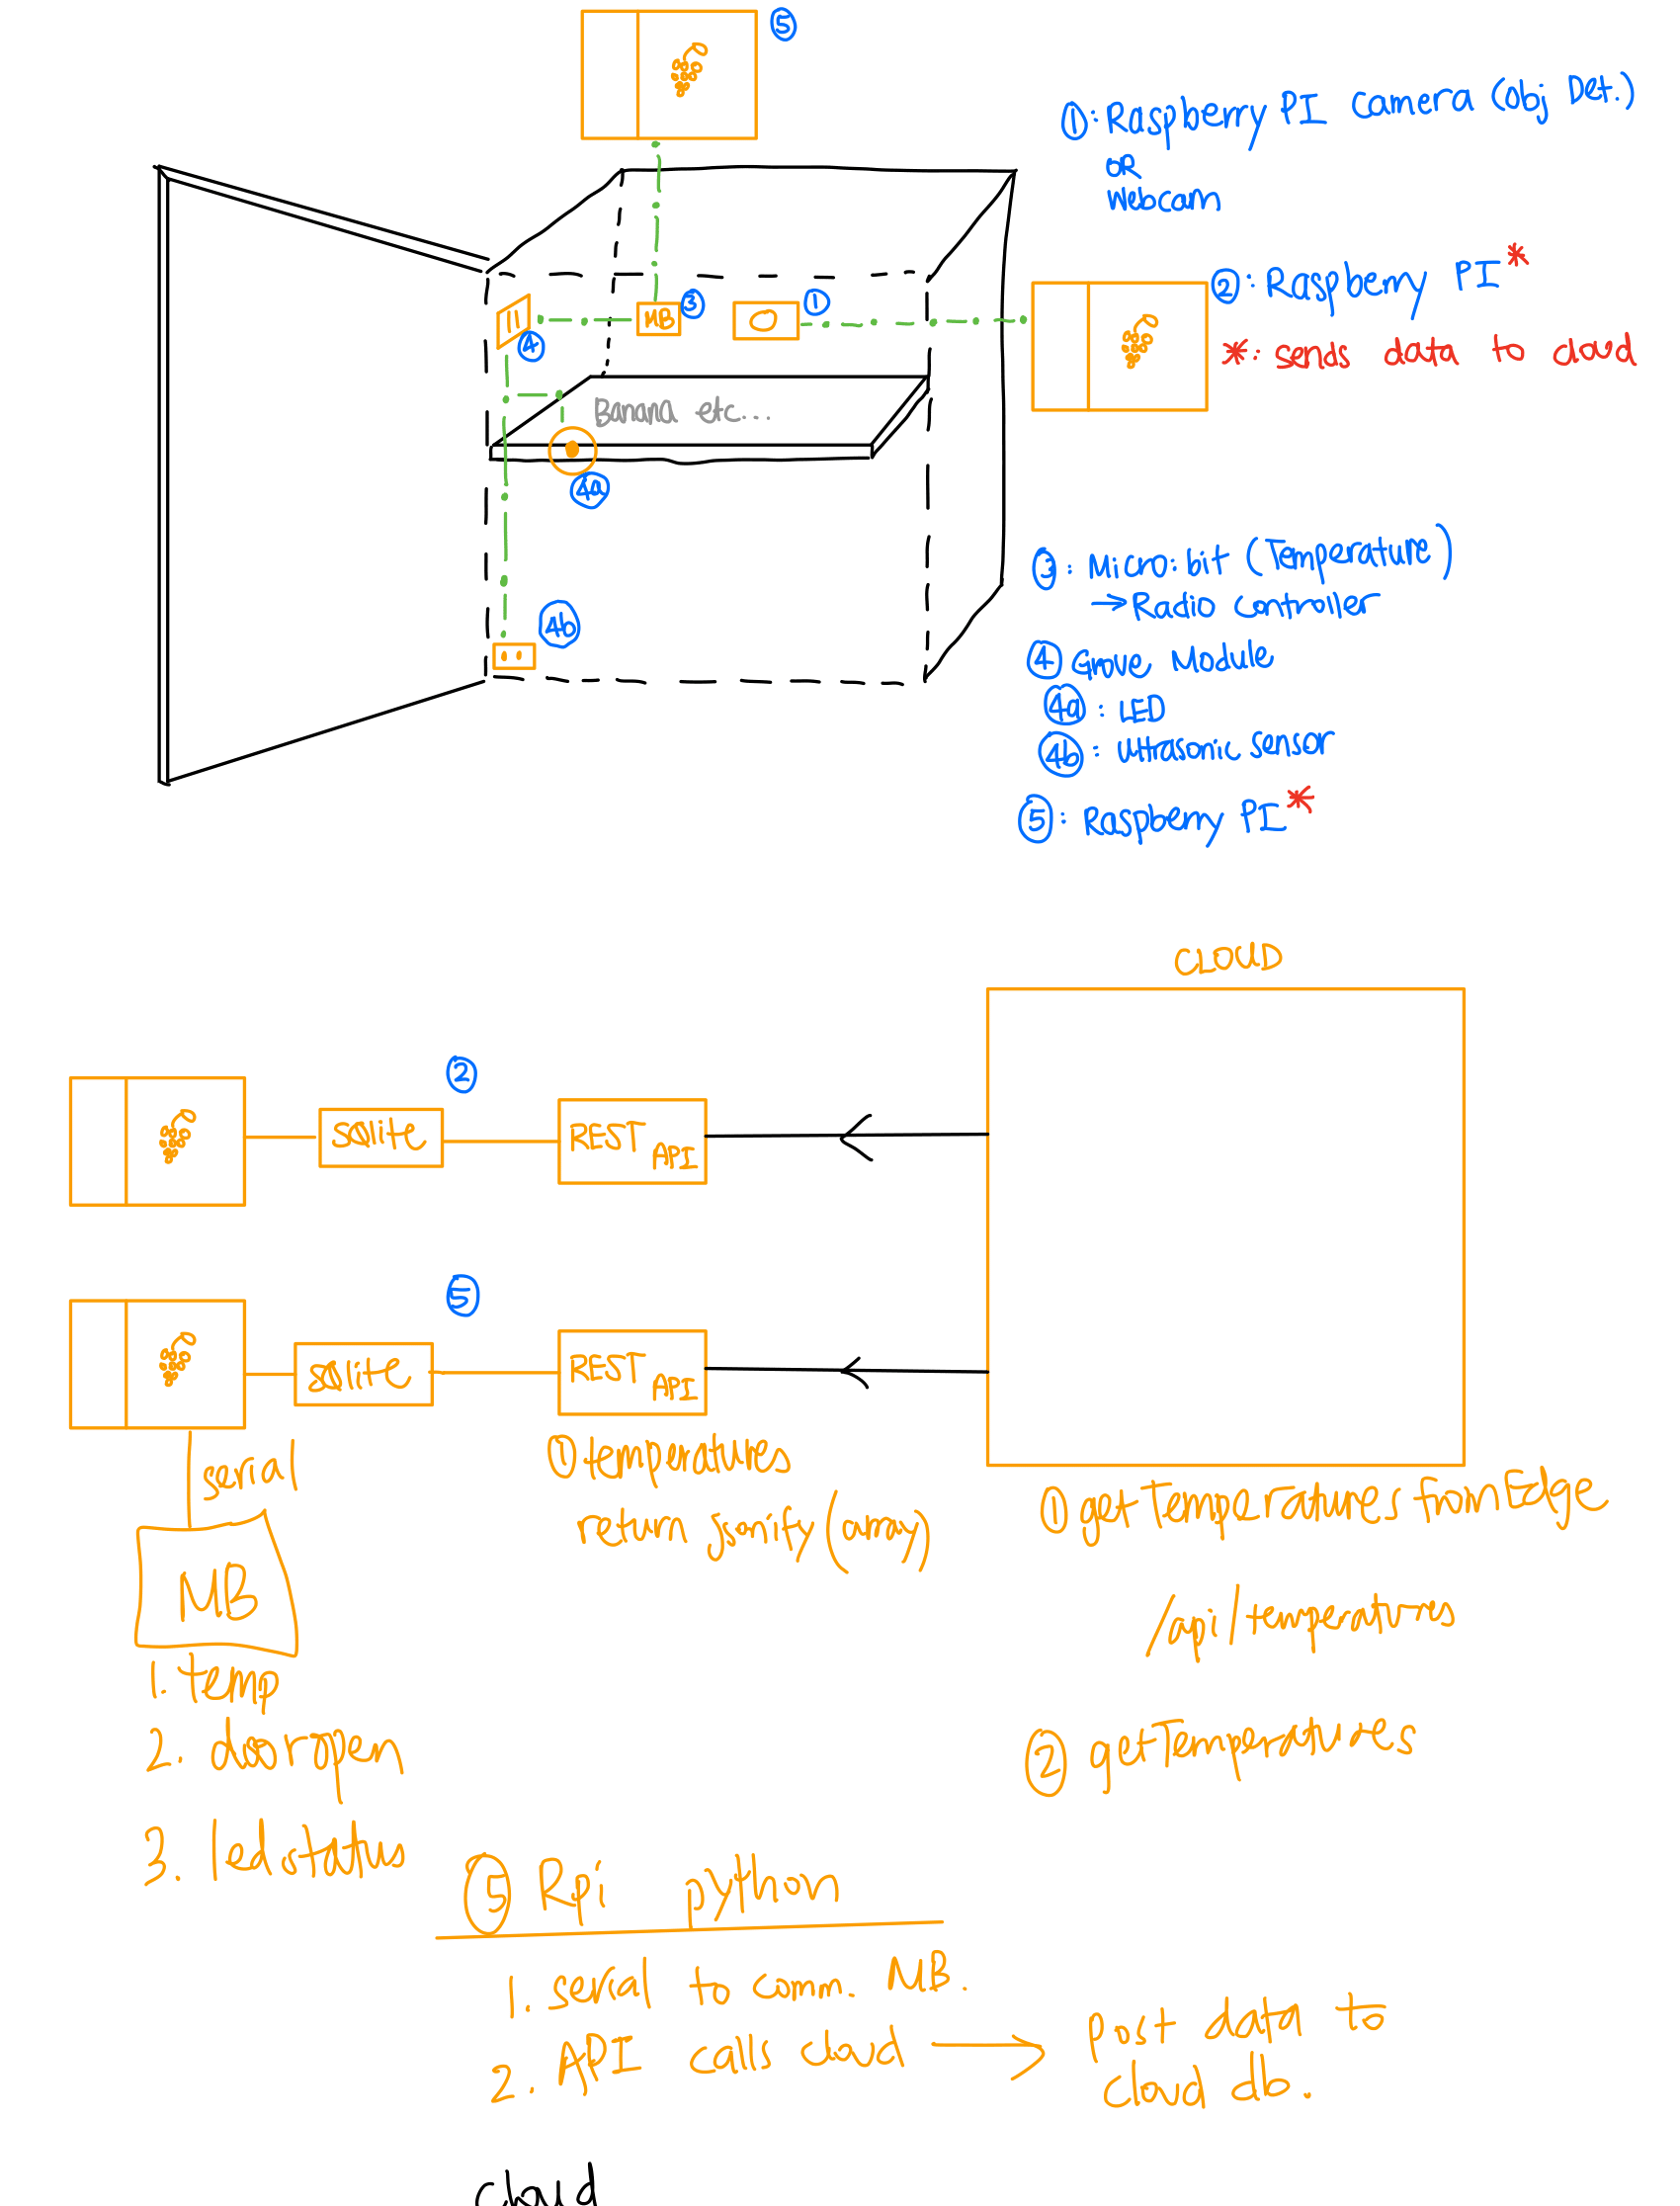 5
①: Raspberry PI camera (obj Det.)
OR
Webcam
②: Raspberry PI*
*: sends data to cloud
4
MB
3
1
Banana etc...
4a
4b
③: Micro:bit (Temperature)
→ Radio controller
④ Grove Module
4a: LED
4b: ultrasonic sensor
⑤: Raspberry PI*
CLOUD
2
sqlite
REST API
5
sqlite
REST API
serial
MB
1. temp
2. dooropen
3. ledstatus
① temperatures
return jsonify (array)
① getTemperatures fromEdge
/api/temperatures
② getTemperatures
⑤ Rpi python
1. serial to comm. MB.
2. API calls cloud → post data to
cloud db.
cloud